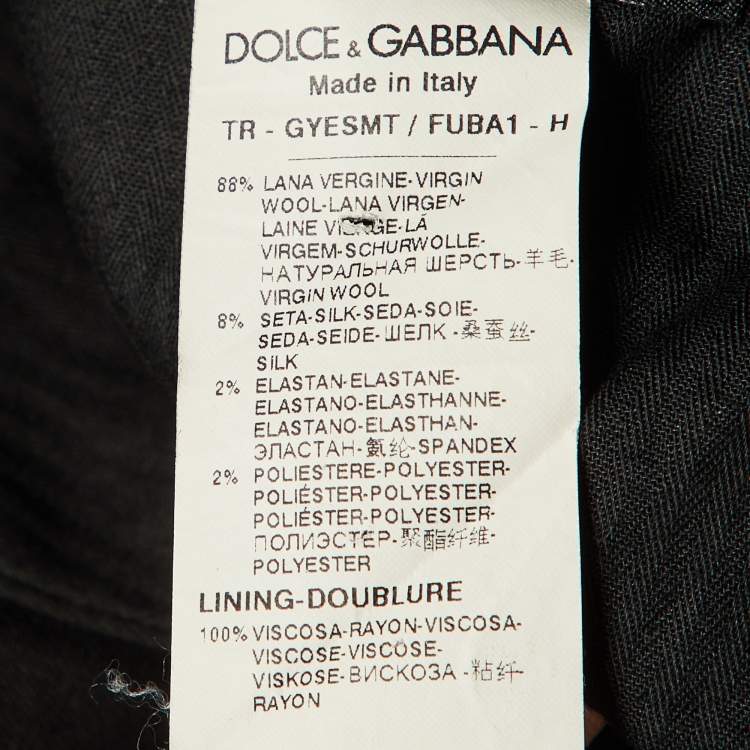 DOLCE & GABBANA
Made in Italy
TR - GYESMT / FUBA1 - H
88% LANA VERGINE-VIRGIN
WOOL-LANA VIRGEN-
LAINE -LÃ
VIRGEM-SCHURWOLLE-
НАТУРАЛЬНАЯ ШЕРСТЬ-羊毛-
VIRGIN WOOL
8% SETA-SILK-SEDA-SOIE-
SEDA-SEIDE-ШЕЛК -桑蚕丝-
SILK
2% ELASTAN-ELASTANE-
ELASTANO-ELASTHANNE-
ELASTANO-ELASTHAN-
ЭЛАСТАН-氨纶-SPANDEX
2% POLIESTERE-POLYESTER-
POLIÉSTER-POLYESTER-
POLIÉSTER-POLYESTER-
ПОЛИЭСТЕР-聚酯纤维-
POLYESTER
LINING-DOUBLURE
100% VISCOSA-RAYON-VISCOSA-
VISCOSE-VISCOSE-
VISKOSE-ВИСКОЗА -粘纤-
RAYON